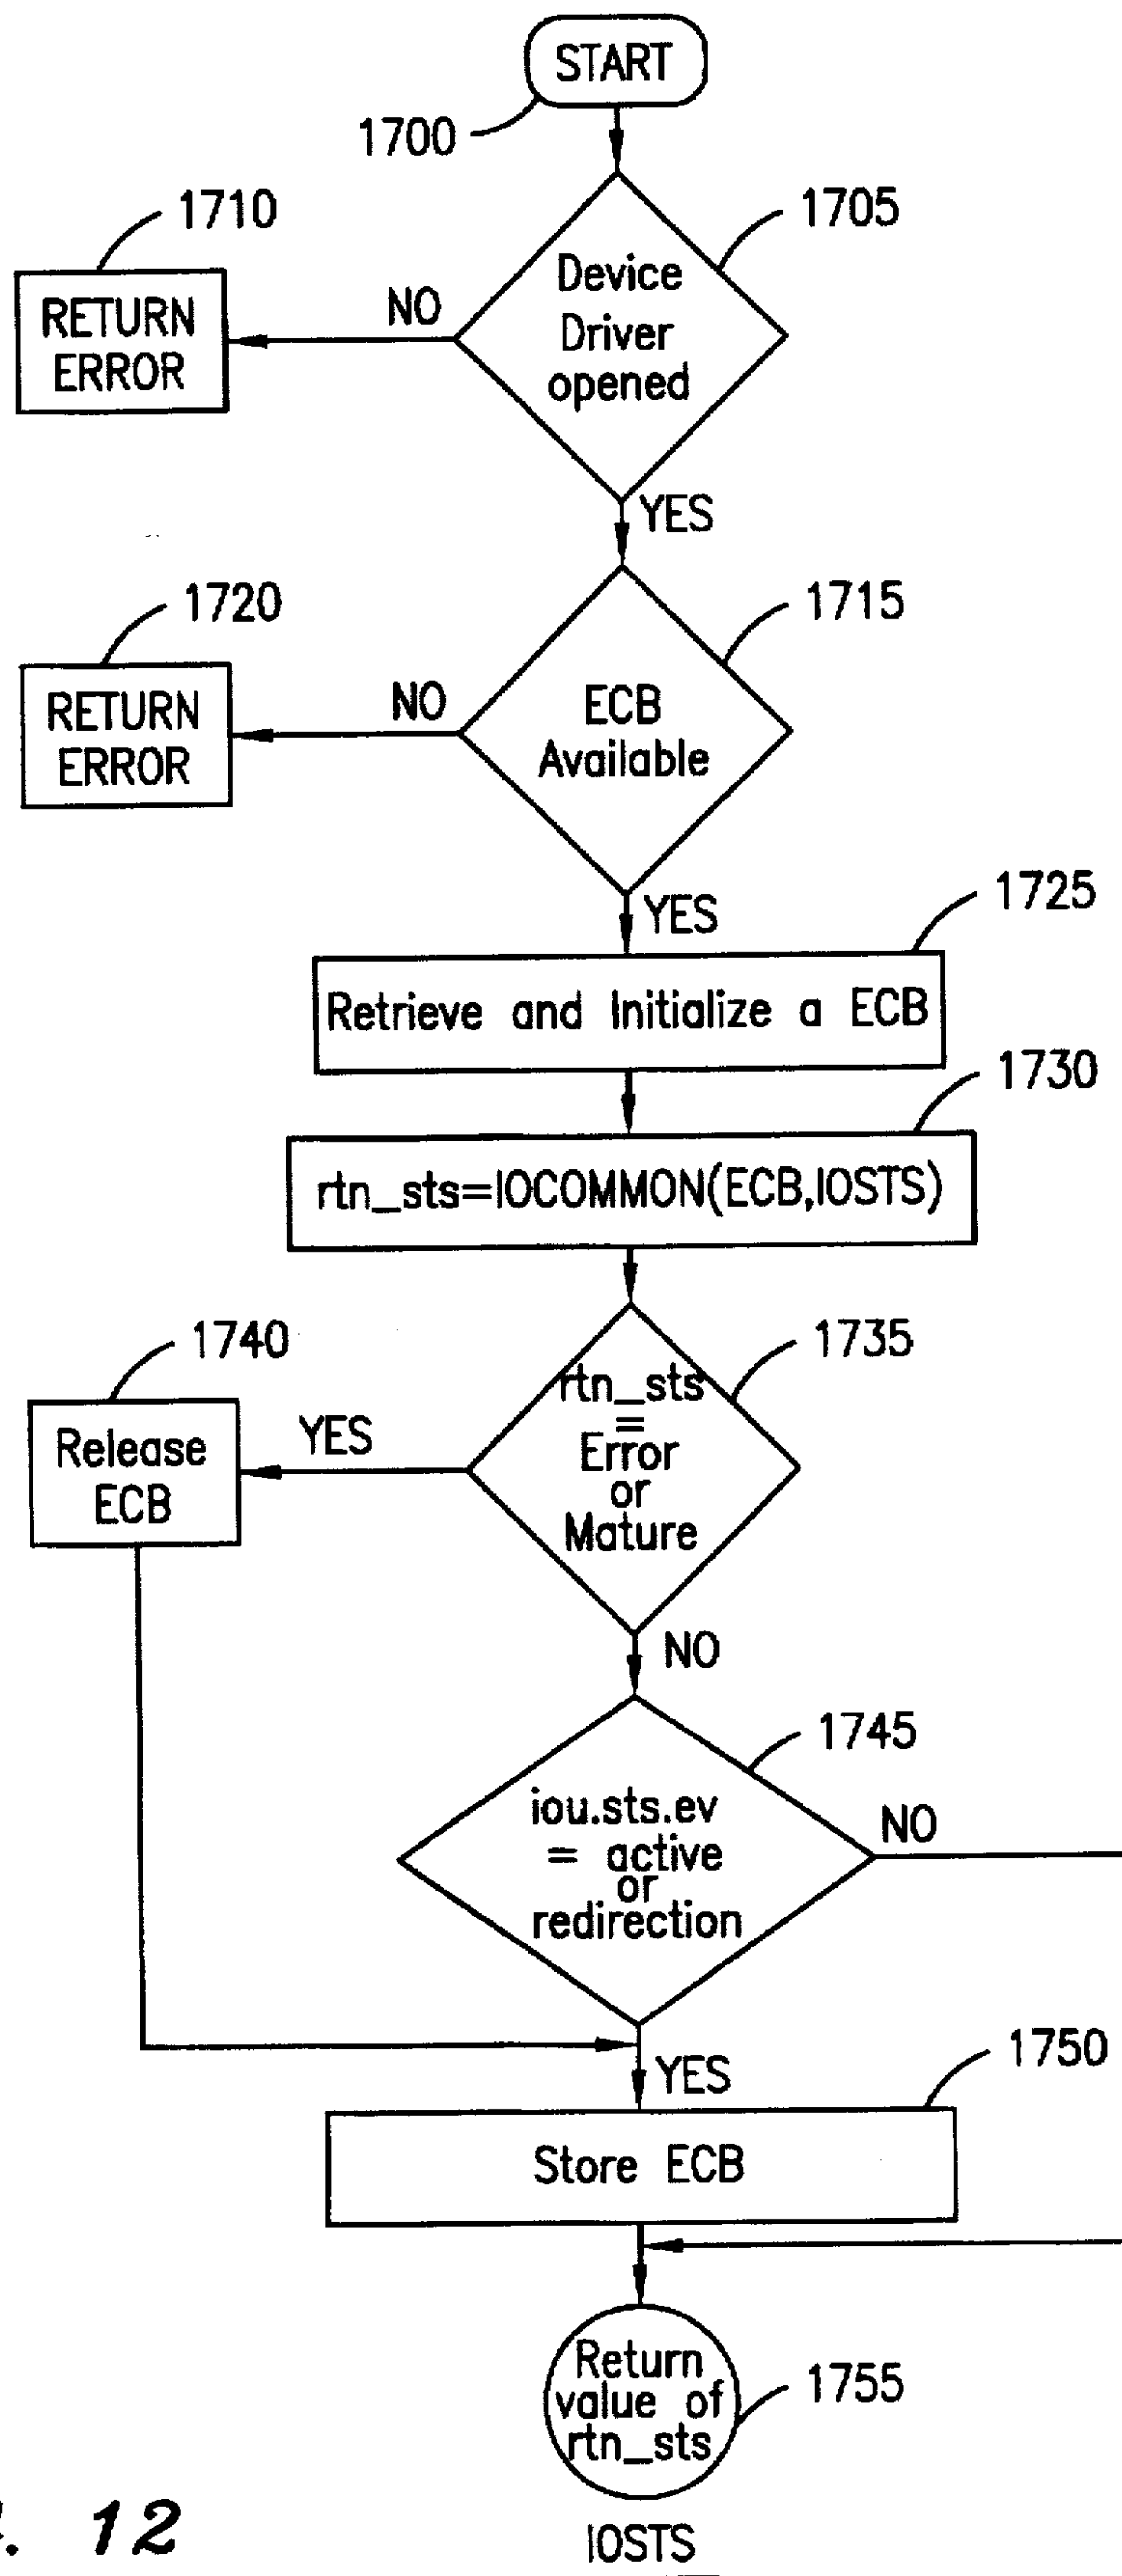 START
1700
1710
1705
RETURN
ERROR
NO
Device
Driver
opened
YES
1720
1715
RETURN
ERROR
NO
ECB
Available
YES
1725
Retrieve and Initialize a ECB
1730
rtn_sts=IOCOMMON(ECB,IOSTS)
1740
1735
Release
ECB
YES
rtn_sts
=
Error
or
Mature
NO
1745
iou.sts.ev
= active
or
redirection
NO
YES
1750
Store ECB
Return
value of
rtn_sts
1755
12
IOSTS